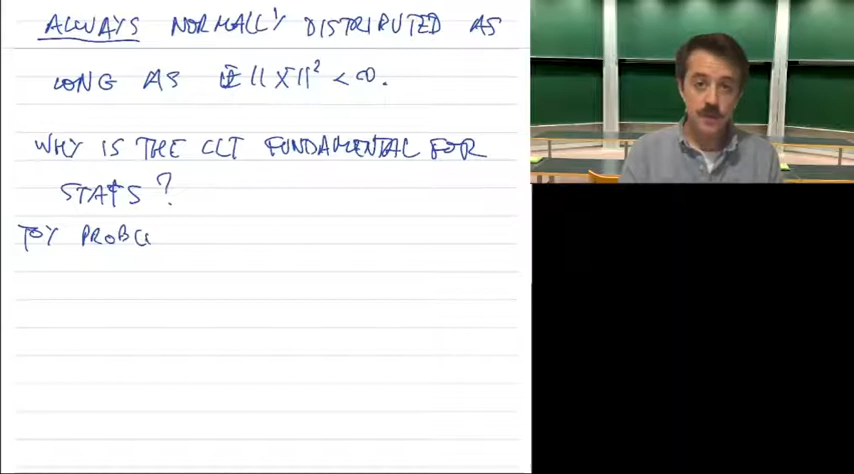 ALWAYS NORMALLY DISTRIBUTED AS
LONG AS 𝔼||X||² < ∞.
WHY IS THE CLT FUNDAMENTAL FOR
STATS?
TOY PROBL